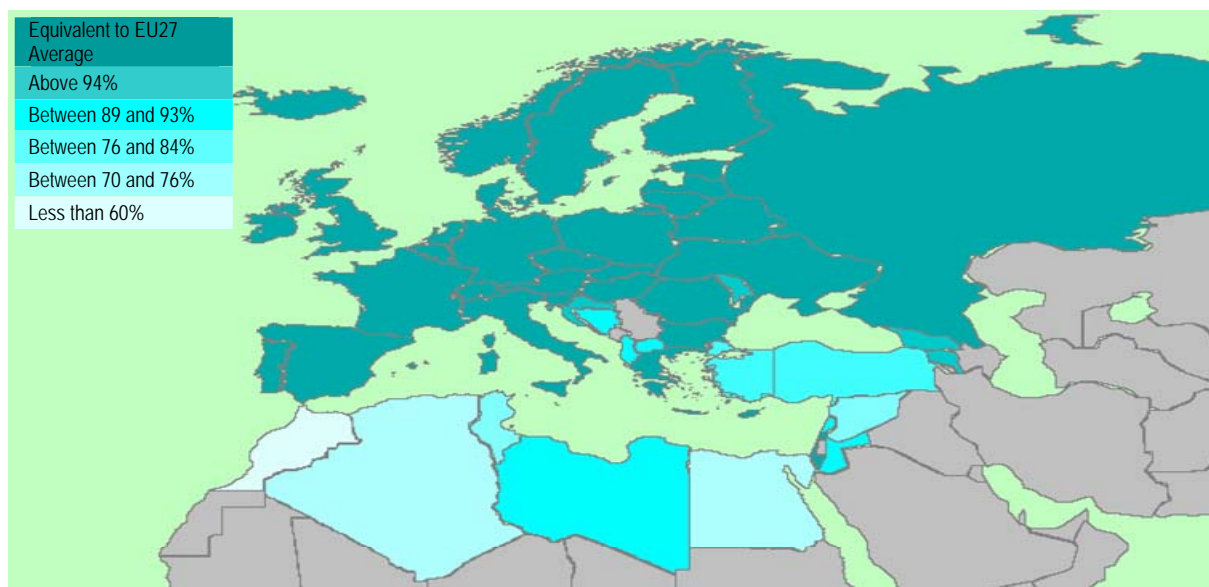 Equivalent to EU27
Average
Above 94%
Between 89 and 93%
Between 76 and 84%
Between 70 and 76%
Less than 60%